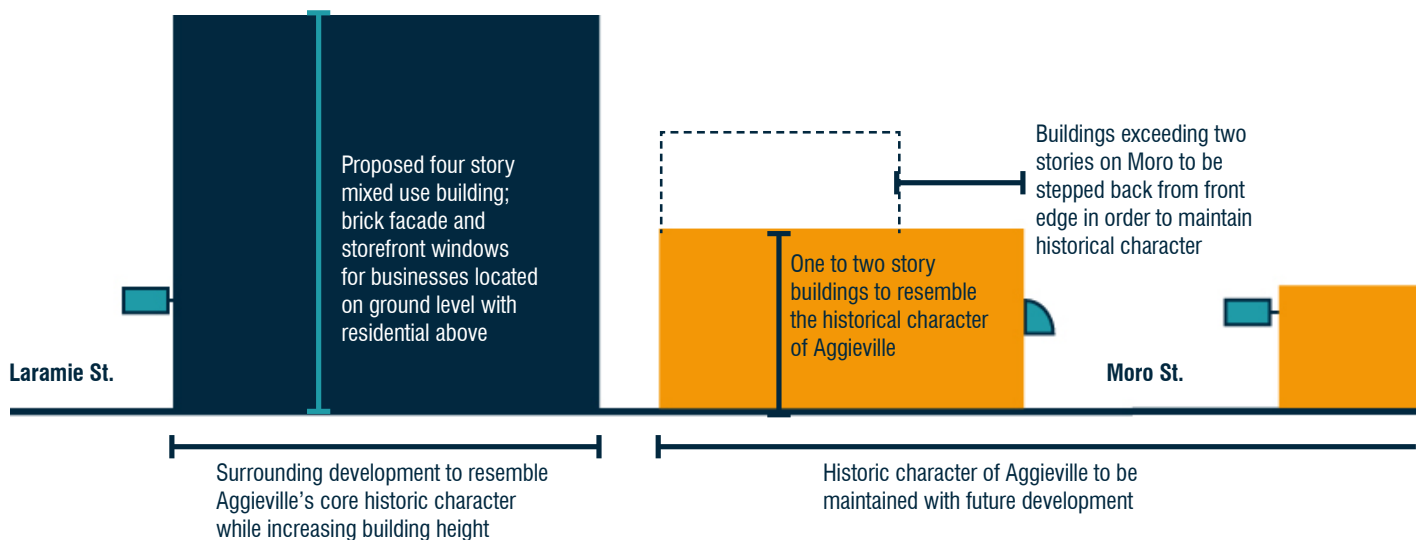 Proposed four story
mixed use building;
brick facade and
storefront windows
for businesses located
on ground level with
residential above
Buildings exceeding two
stories on Moro to be
stepped back from front
edge in order to maintain
historical character
One to two story
buildings to resemble
the historical character
of Aggieville
Laramie St.
Moro St.
Surrounding development to resemble
Aggieville’s core historic character
while increasing building height
Historic character of Aggieville to be
maintained with future development